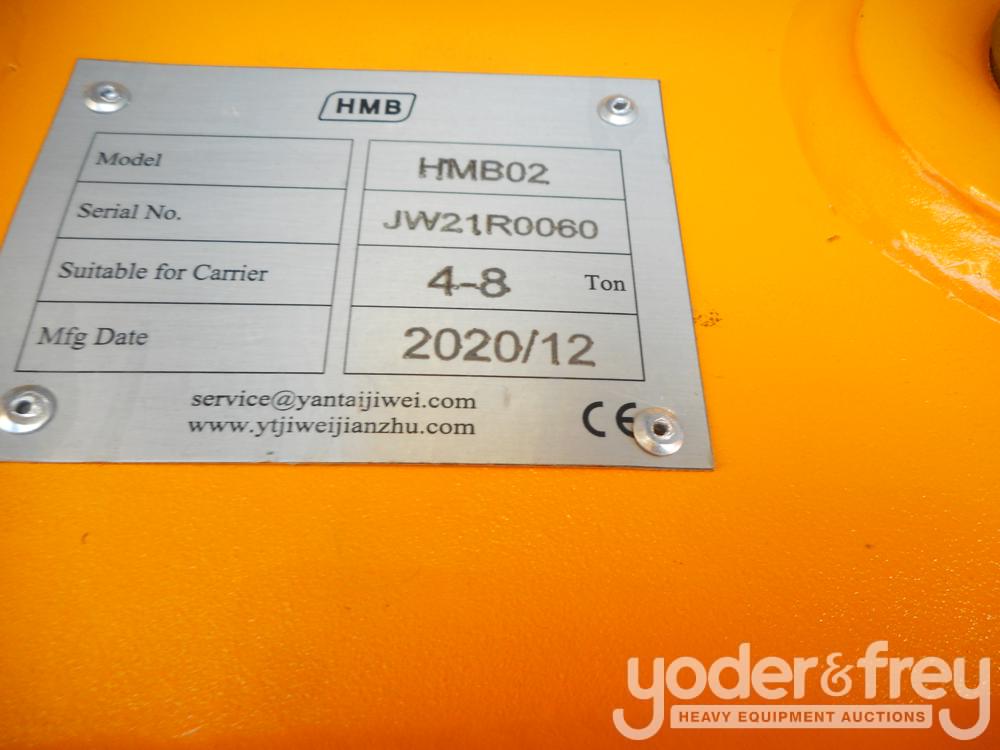 HMB
Model HMB02
Serial No. JW21R0060
Suitable for Carrier 4-8 Ton
Mfg Date 2020/12
service@yantaijiwei.com
www.ytjiweijianzhu.com
CE
yoder&frey
HEAVY EQUIPMENT AUCTIONS